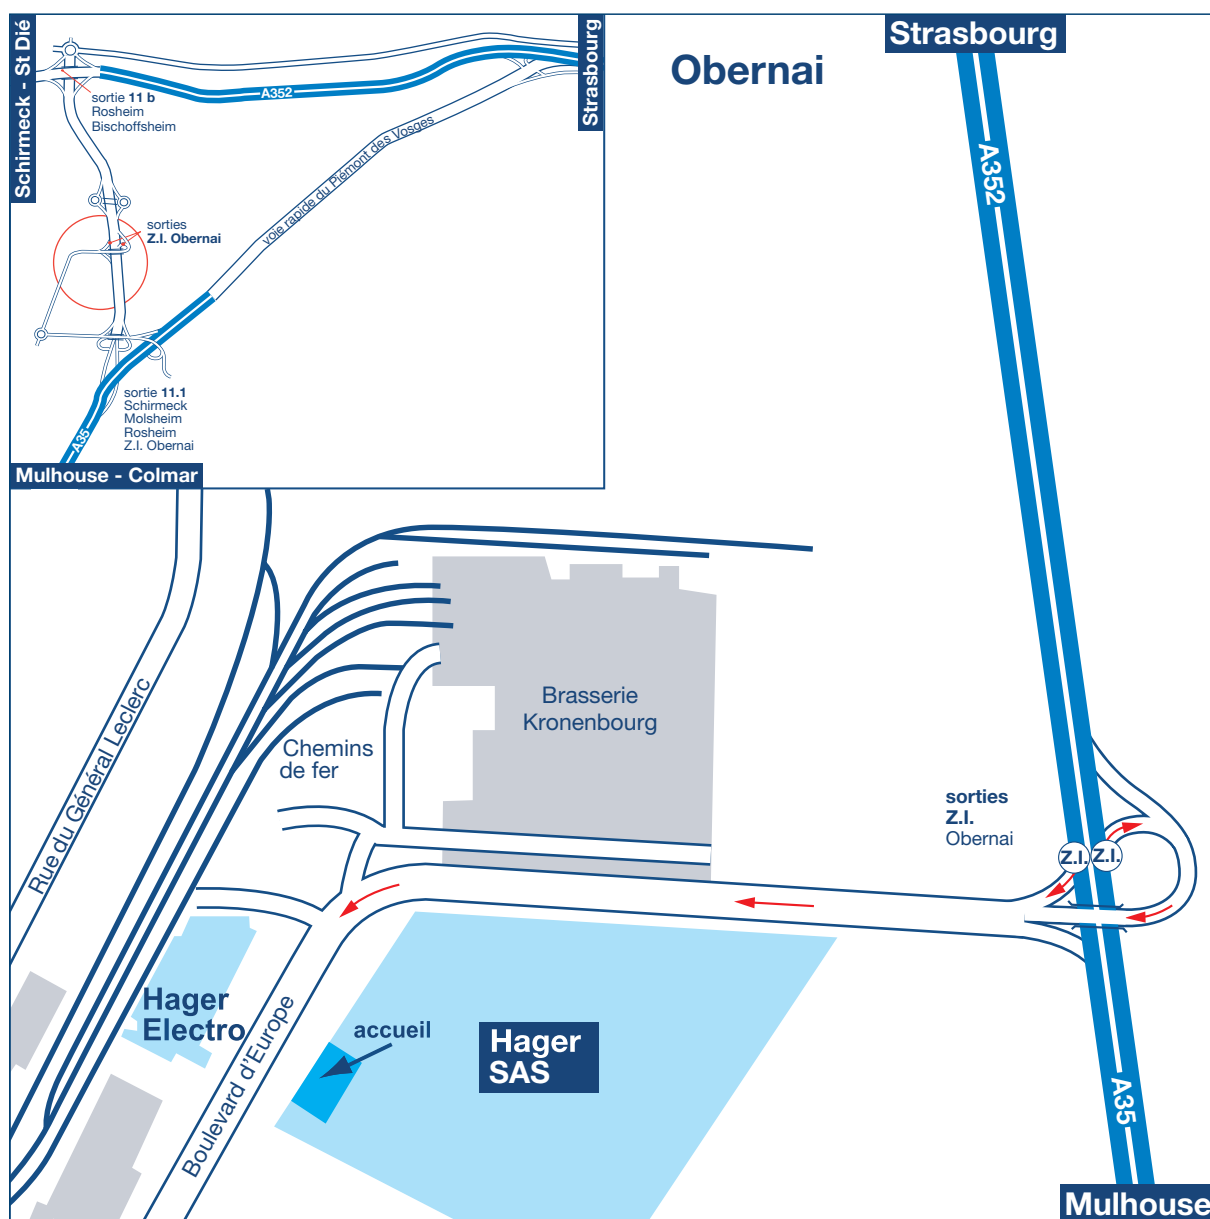 Schirmeck - St Dié
Strasbourg
A352
sortie 11 b
Rosheim
Bischoffsheim
voie rapide du Piémont des Vosges
sorties
Z.I. Obernai
sortie 11.1
Schirmeck
Molsheim
Rosheim
Z.I. Obernai
A35
Mulhouse - Colmar
Obernai
Strasbourg
A352
Rue du Général Leclerc
Chemins
de fer
Brasserie
Kronenbourg
sorties
Z.I.
Obernai
Z.I.
Z.I.
Hager
Electro
Boulevard d'Europe
accueil
Hager
SAS
A35
Mulhouse